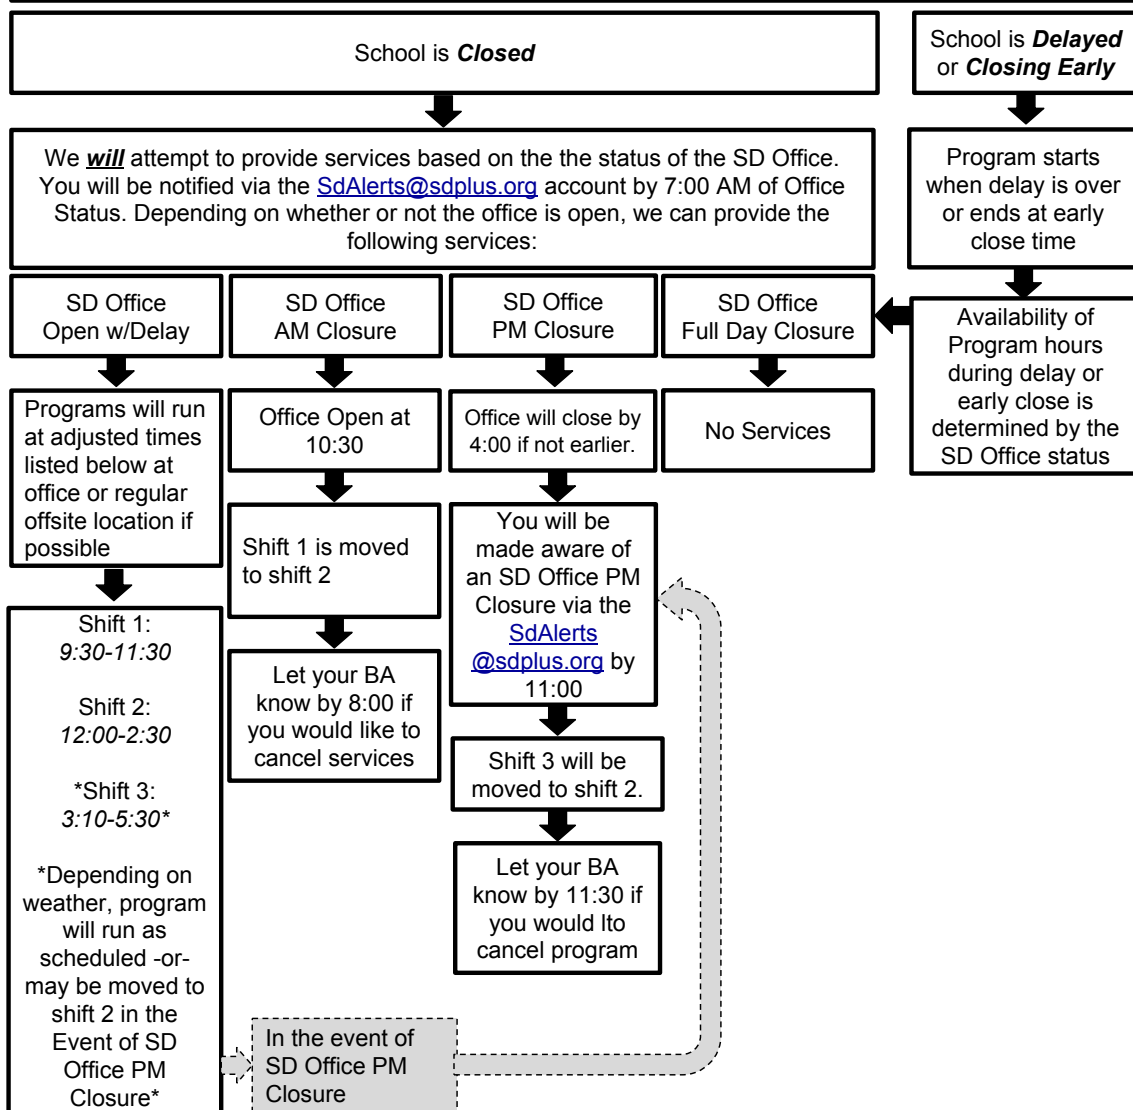 School is Closed
School is Delayed
or Closing Early
We will attempt to provide services based on the the status of the SD Office.
You will be notified via the SdAlerts@sdplus.org account by 7:00 AM of Office
Status. Depending on whether or not the office is open, we can provide the
following services:
Program starts
when delay is over
or ends at early
close time
SD Office
Open w/Delay
SD Office
AM Closure
SD Office
PM Closure
SD Office
Full Day Closure
Availability of
Program hours
during delay or
early close is
determined by the
SD Office status
Programs will run
at adjusted times
listed below at
office or regular
offsite location if
possible
Office Open at
10:30
Office will close by
4:00 if not earlier.
No Services
Shift 1 is moved
to shift 2
You will be
made aware of
an SD Office PM
Closure via the
SdAlerts
@sdplus.org by
11:00
Shift 1:
9:30-11:30
Shift 2:
12:00-2:30
*Shift 3:
3:10-5:30*
*Depending on
weather, program
will run as
scheduled -or-
may be moved to
shift 2 in the
Event of SD
Office PM
Closure*
Let your BA
know by 8:00 if
you would like to
cancel services
Shift 3 will be
moved to shift 2.
Let your BA
know by 11:30 if
you would lto
cancel program
In the event of
SD Office PM
Closure